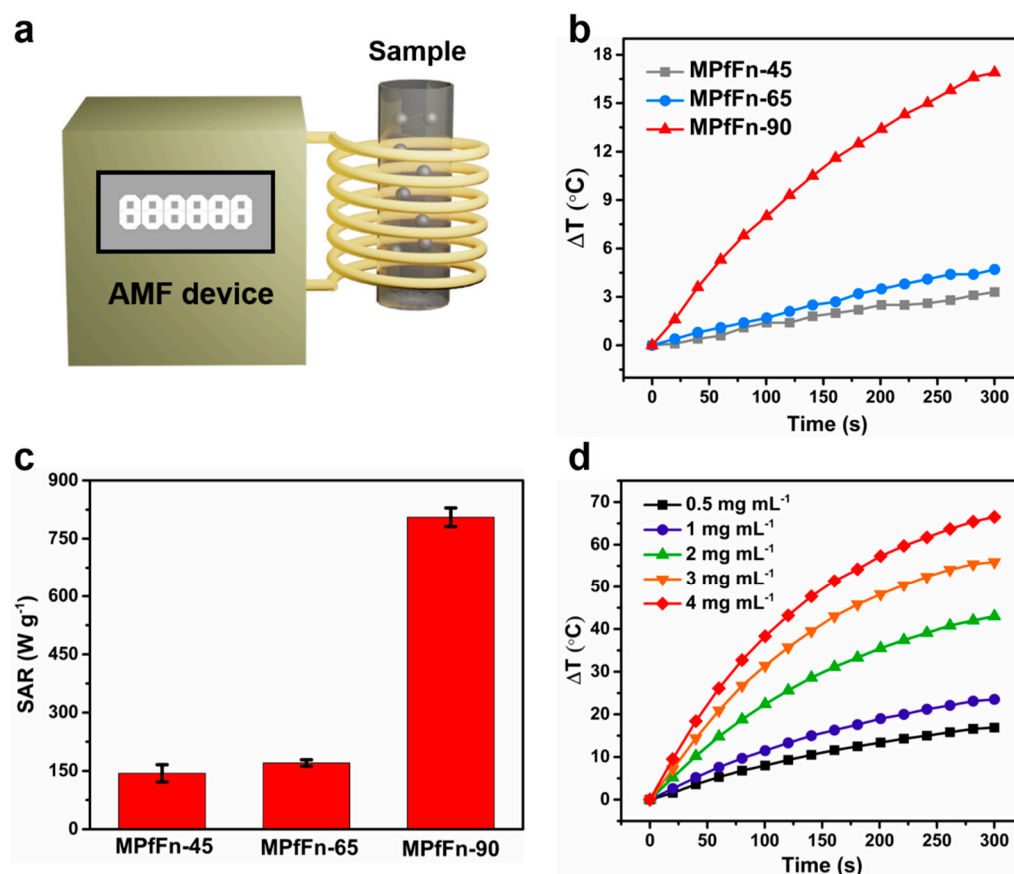 a
Sample
888888
AMF device
b
MPfFn-45
MPfFn-65
MPfFn-90
18
15
12
9
6
3
0
ΔT (°C)
0 50 100 150 200 250 300
Time (s)
c
900
750
600
450
300
150
0
SAR (W g⁻¹)
MPfFn-45 MPfFn-65 MPfFn-90
d
0.5 mg mL⁻¹
1 mg mL⁻¹
2 mg mL⁻¹
3 mg mL⁻¹
4 mg mL⁻¹
70
60
50
40
30
20
10
0
ΔT (°C)
0 50 100 150 200 250 300
Time (s)